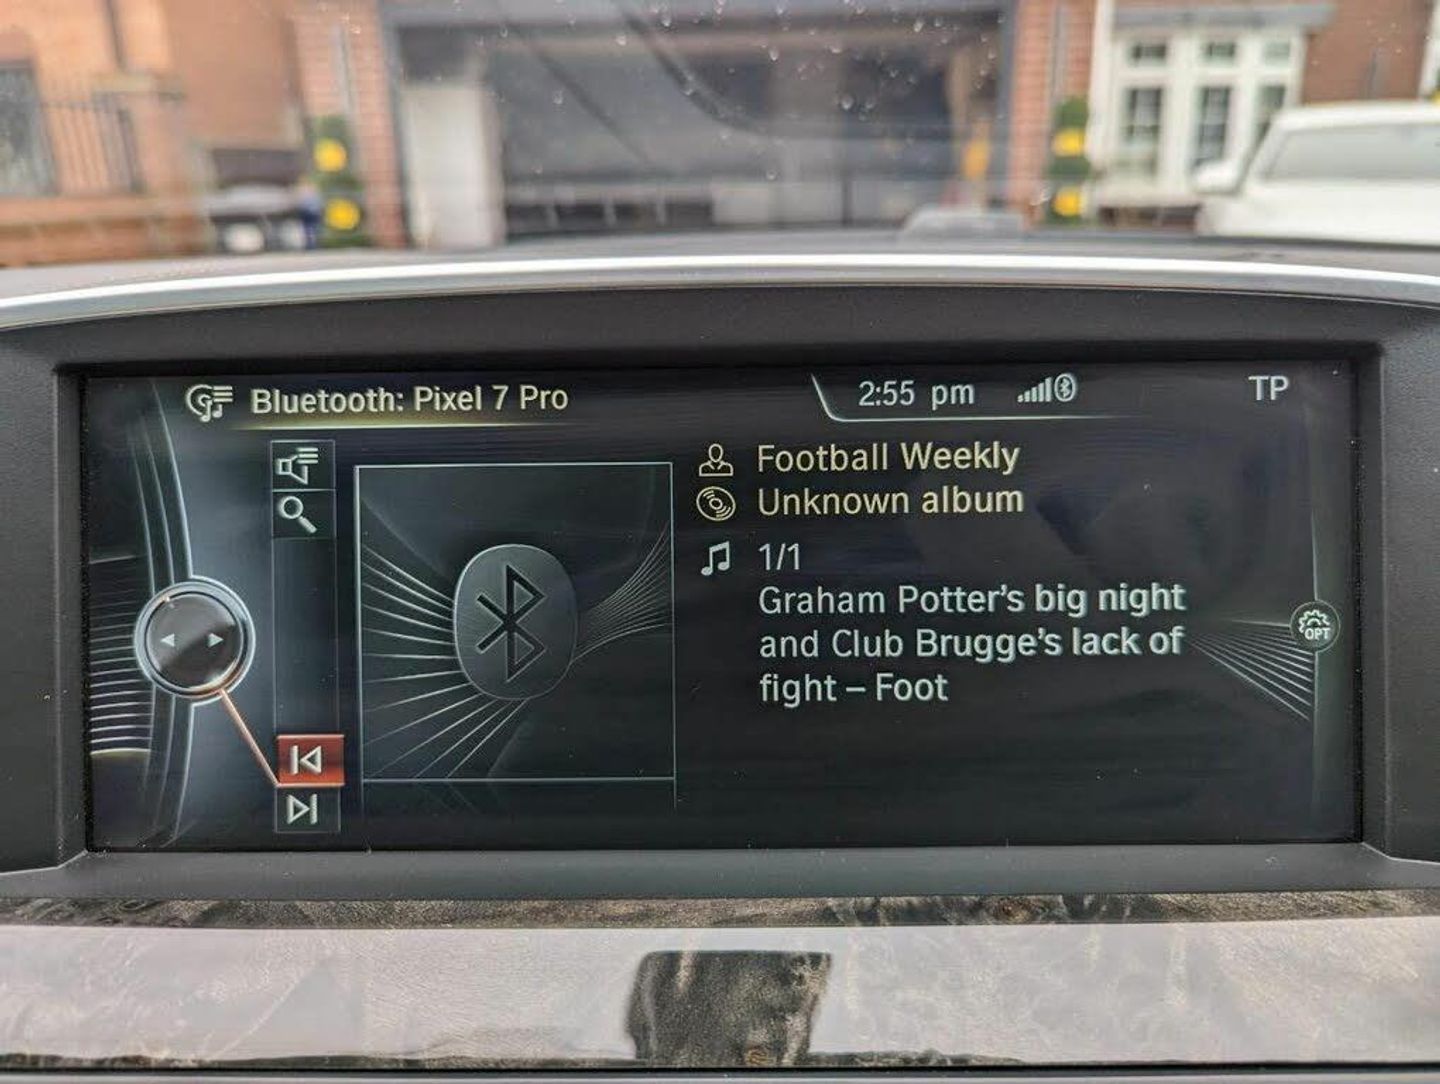 Bluetooth: Pixel 7 Pro
2:55 pm
TP
Football Weekly
Unknown album
1/1
Graham Potter's big night
and Club Brugge's lack of
fight – Foot
OPT